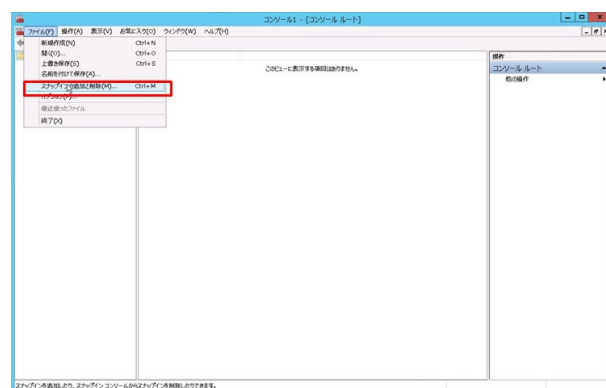 コンソール1 - [コンソール ルート]
ファイル(F) 操作(A) 表示(V) お気に入り(O) ウィンドウ(W) ヘルプ(H)
新規作成(N) Ctrl+N
開く(O)... Ctrl+O
上書き保存(S) Ctrl+S
名前を付けて保存(A)...
スナップインの追加と削除(M)... Ctrl+M
オプション(P)...
最近使ったファイル
終了(X)
このビューに表示する項目はありません。
操作
コンソール ルート
他の操作
スナップインを追加したり、スナップイン コンソールからスナップインを削除したりできます。